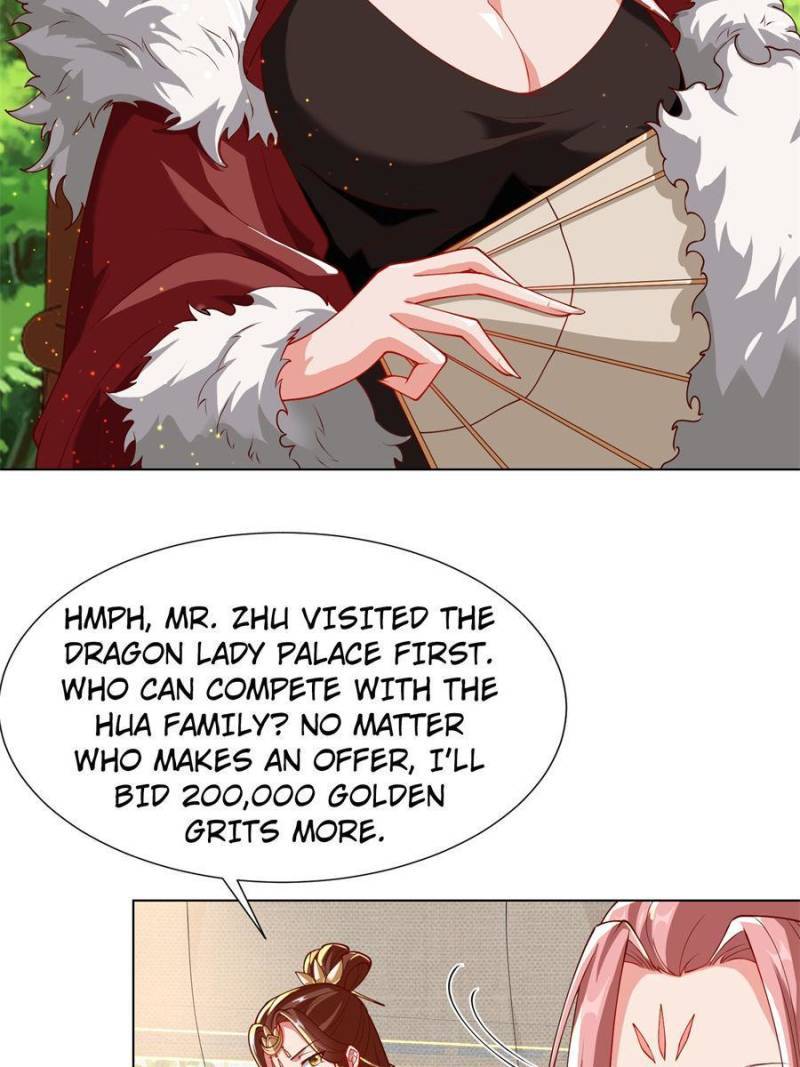 HMPH, MR. ZHU VISITED THE
DRAGON LADY PALACE FIRST.
WHO CAN COMPETE WITH THE
HUA FAMILY? NO MATTER
WHO MAKES AN OFFER, I'LL
BID 200,000 GOLDEN
GRITS MORE.